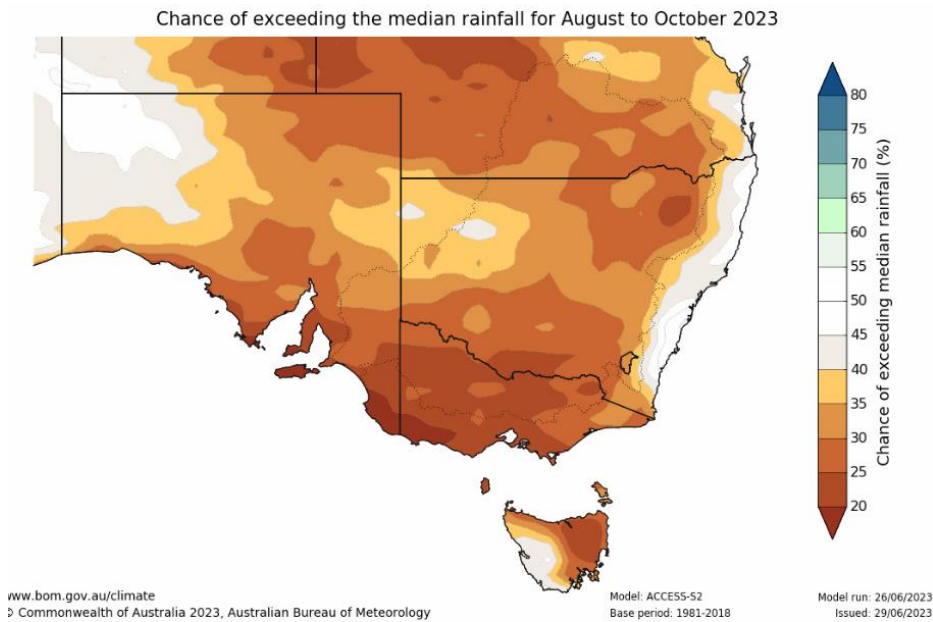 Chance of exceeding the median rainfall for August to October 2023
80
75
70
65
60
55
50
45
40
35
30
25
20
Chance of exceeding median rainfall (%)
www.bom.gov.au/climate
© Commonwealth of Australia 2023, Australian Bureau of Meteorology
Model: ACCESS-S2
Base period: 1981-2018
Model run: 26/06/2023
Issued: 29/06/2023